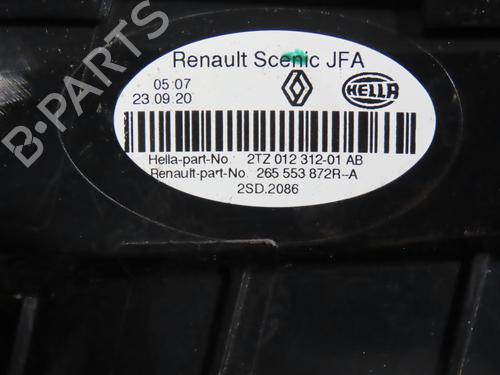 B-PARTS
Renault Scenic JFA
05:07
23.09.20
HELLA
Hella-part-No. 2TZ 012 312-01 AB
Renault-part-No. 265 553 872R--A
2SD.2086